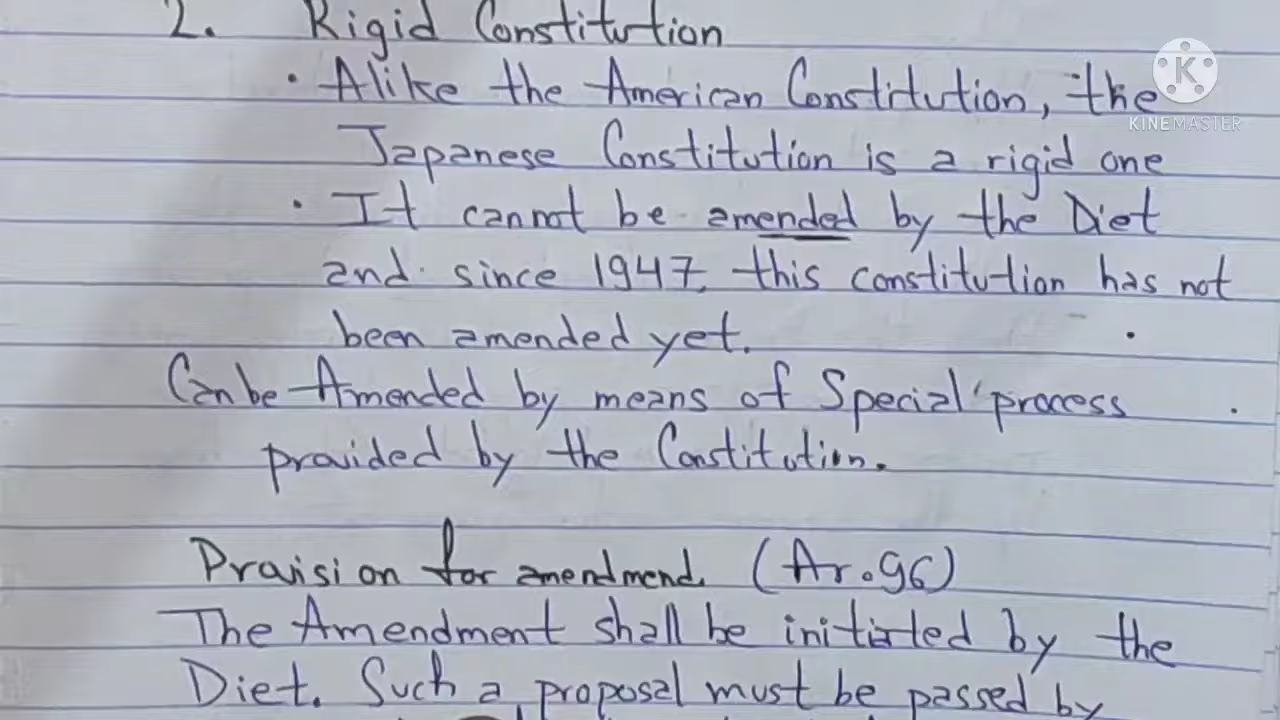 2. Rigid Constitution
• Alike the American Constitution, the
Japanese Constitution is a rigid one
• It cannot be amended by the Diet
and since 1947, this constitution has not
been amended yet.
Can be Amended by means of Special process
provided by the Constitution.
Provision for amendmend. (Ar.96)
The Amendment shall be initiated by the
Diet. Such a proposal must be passed by
K
KINEMASTER